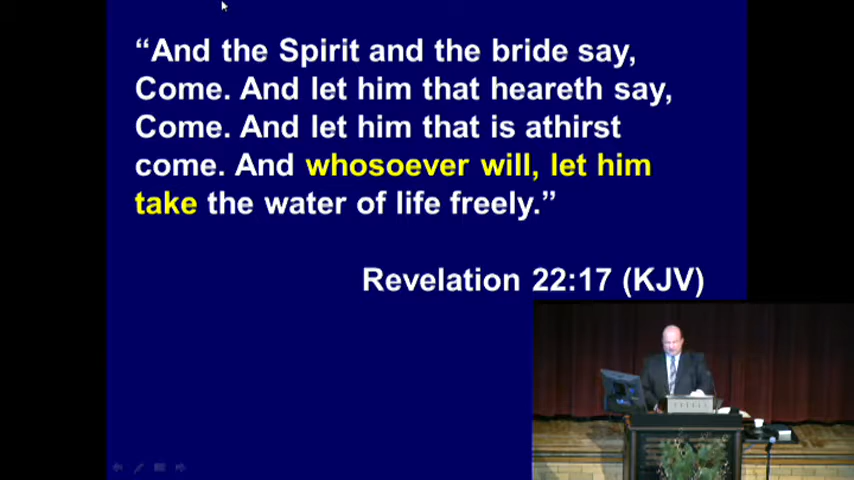 “And the Spirit and the bride say,
Come. And let him that heareth say,
Come. And let him that is athirst
come. And whosoever will, let him
take the water of life freely.”
Revelation 22:17 (KJV)